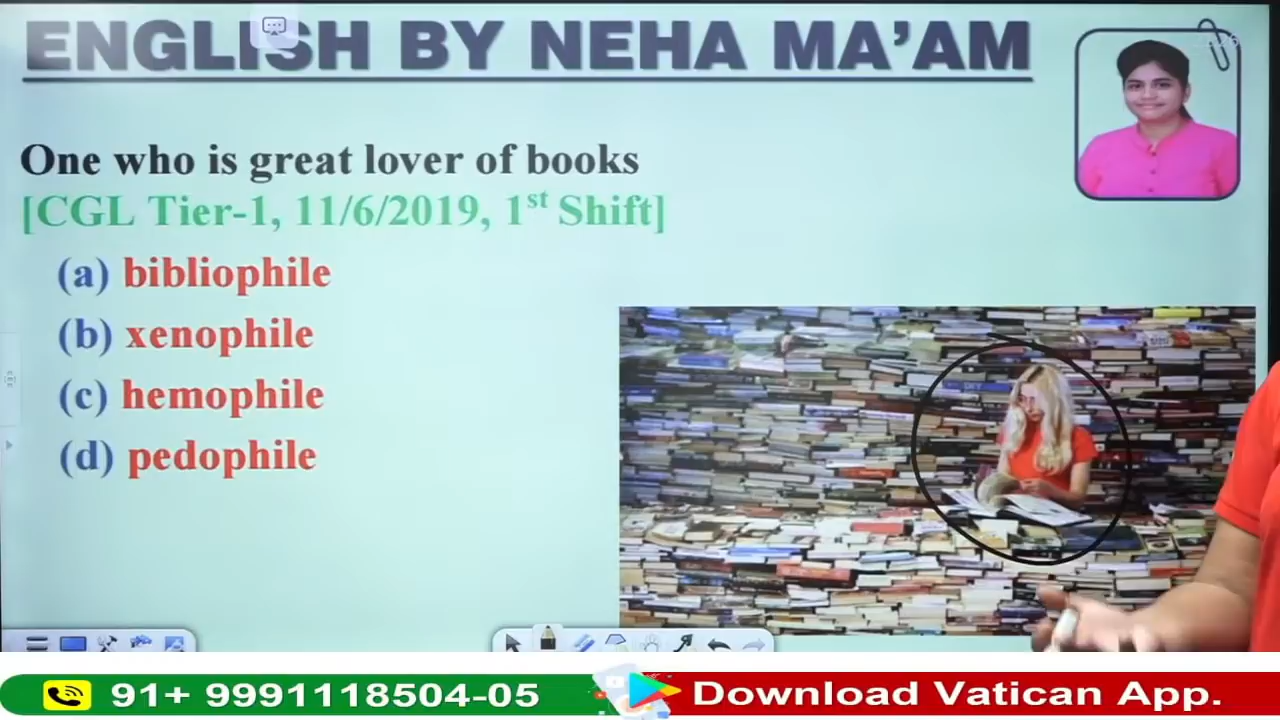 ENGLISH BY NEHA MA’AM
One who is great lover of books
[CGL Tier-1, 11/6/2019, 1st Shift]
(a) bibliophile
(b) xenophile
(c) hemophile
(d) pedophile
91+ 9991118504-05
Download Vatican App.